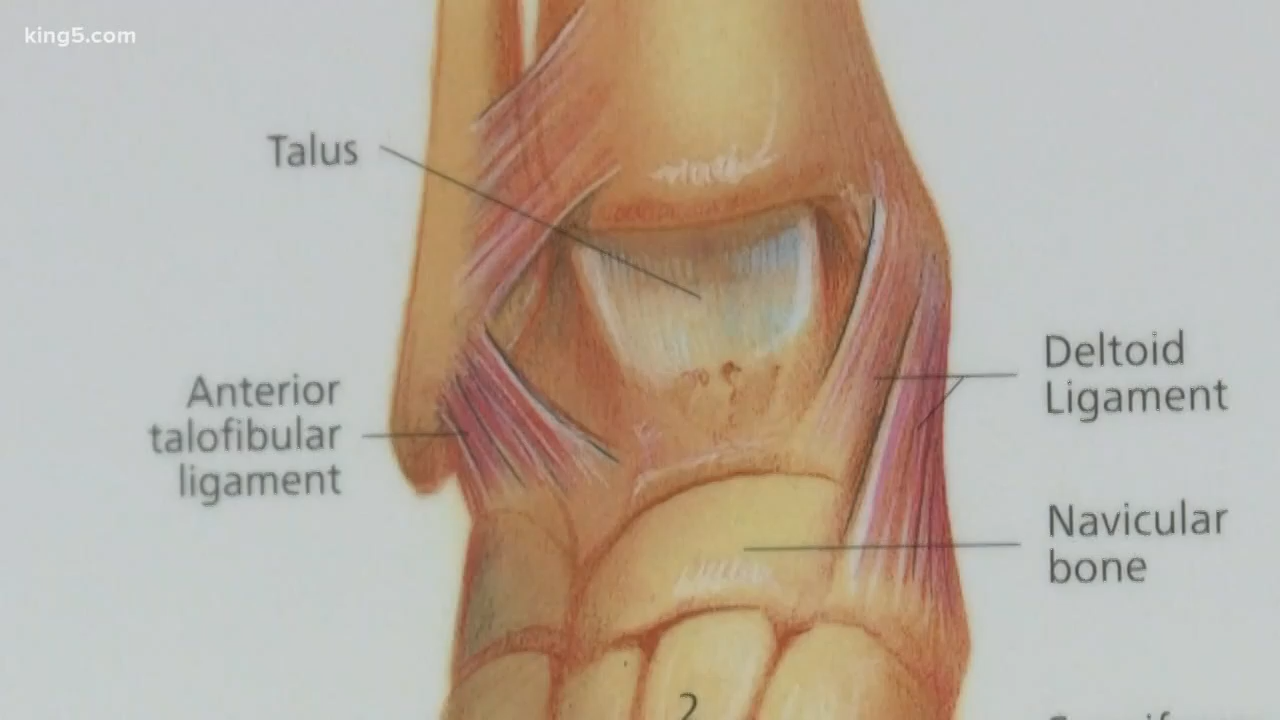 king5.com
Talus
Anterior
talofibular
ligament
Deltoid
Ligament
Navicular
bone
2